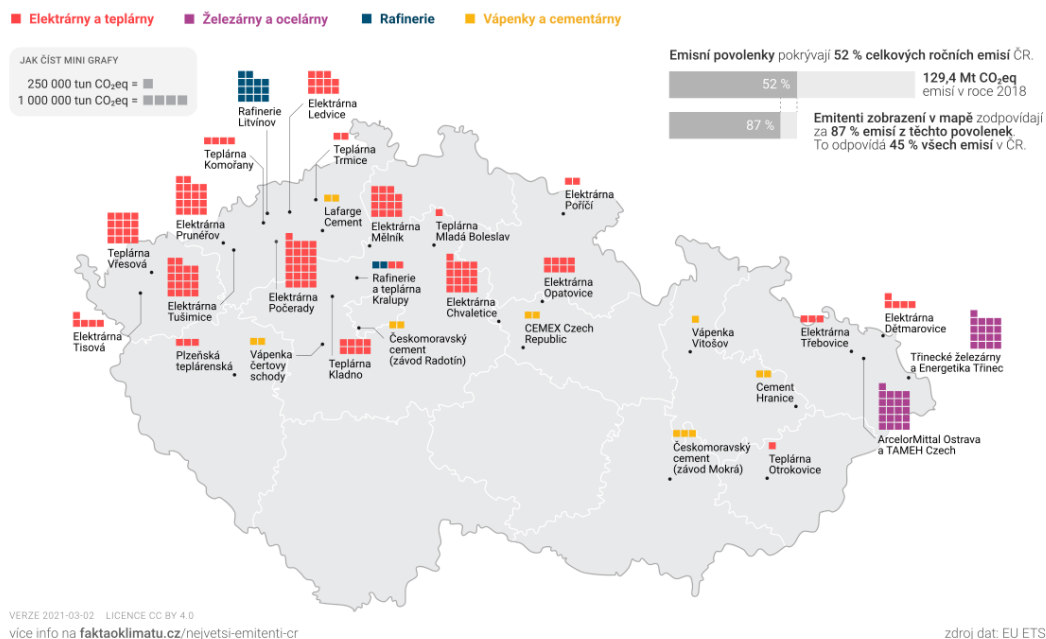 Elektrárny a teplárny
Železárny a ocelárny
Rafinerie
Vápenky a cementárny
JAK ČÍST MINI GRAFY
250 000 tun CO₂eq =
1 000 000 tun CO₂eq =
Emisní povolenky pokrývají 52 % celkových ročních emisí ČR.
52 %
129,4 Mt CO₂eq
emisí v roce 2018
87 %
Emitenti zobrazení v mapě zodpovídají
za 87 % emisí z těchto povolenek.
To odpovídá 45 % všech emisí v ČR.
Rafinerie
Litvínov
Elektrárna
Ledvice
Teplárna
Komořany
Teplárna
Trmice
Elektrárna
Prunéřov
Lafarge
Cement
Elektrárna
Mělník
Teplárna
Mladá Boleslav
Elektrárna
Poříčí
Teplárna
Vřesová
Elektrárna
Tušimice
Elektrárna
Počerady
Rafinerie
a teplárna
Kralupy
Elektrárna
Chvaletice
Elektrárna
Opatovice
Elektrárna
Tisová
Plzeňská
teplárenská
Vápenka
čertovy
schody
Teplárna
Kladno
Českomoravský
cement
(závod Radotín)
CEMEX Czech
Republic
Vápenka
Vitošov
Elektrárna
Třebovice
Elektrárna
Dětmarovice
Třinecké železárny
a Energetika Třinec
Cement
Hranice
ArcelorMittal Ostrava
a TAMEH Czech
Českomoravský
cement
(závod Mokrá)
Teplárna
Otrokovice
VERZE 2021-03-02 LICENCE CC BY 4.0
více info na faktaoklimatu.cz/nejvetsi-emitenti-cr
zdroj dat: EU ETS